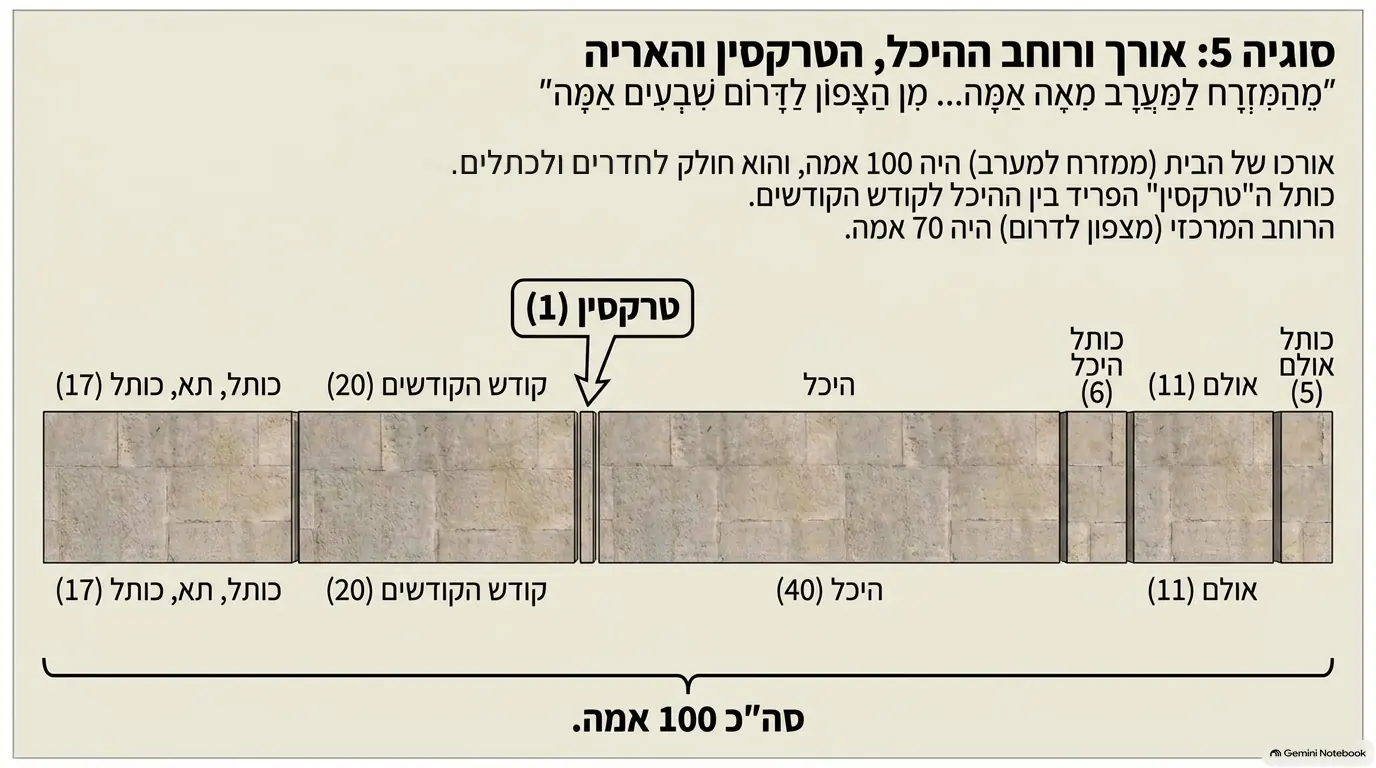 סוגיה 5: אורך ורוחב ההיכל, הטרקסין והאריה
"מֵהַמִּזְרָח לַמַּעֲרָב מֵאָה אַמָּה... מִן הַצָּפוֹן לַדָּרוֹם שִׁבְעִים אַמָּה"
אורכו של הבית (ממזרח למערב) היה 100 אמה, והוא חולק לחדרים ולכתלים.
כותל ה"טרקסין" הפריד בין ההיכל לקודש הקודשים.
הרוחב המרכזי (מצפון לדרום) היה 70 אמה.
טרקסין (1)
כותל
אולם
(5)
אולם (11)
כותל
היכל
(6)
היכל
קודש הקודשים (20)
כותל, תא, כותל (17)
אולם (11)
היכל (40)
קודש הקודשים (20)
כותל, תא, כותל (17)
סה"כ 100 אמה.
Gemini Notebook